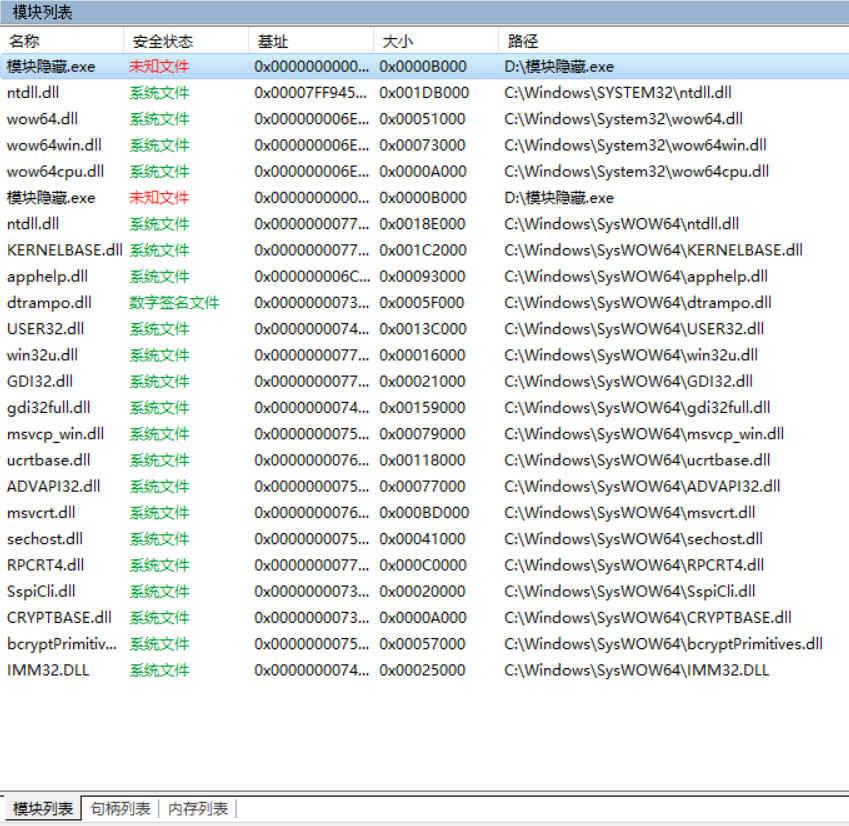 模块列表
名称 安全状态 基址 大小 路径
模块隐藏.exe 未知文件 0x0000000000... 0x0000B000 D:\模块隐藏.exe
ntdll.dll 系统文件 0x00007FF945... 0x001DB000 C:\Windows\SYSTEM32\ntdll.dll
wow64.dll 系统文件 0x000000006E... 0x00051000 C:\Windows\System32\wow64.dll
wow64win.dll 系统文件 0x000000006E... 0x00073000 C:\Windows\System32\wow64win.dll
wow64cpu.dll 系统文件 0x000000006E... 0x0000A000 C:\Windows\System32\wow64cpu.dll
模块隐藏.exe 未知文件 0x0000000000... 0x0000B000 D:\模块隐藏.exe
ntdll.dll 系统文件 0x0000000077... 0x0018E000 C:\Windows\SysWOW64\ntdll.dll
KERNELBASE.dll 系统文件 0x0000000077... 0x001C2000 C:\Windows\SysWOW64\KERNELBASE.dll
apphelp.dll 系统文件 0x000000006C... 0x00093000 C:\Windows\SysWOW64\apphelp.dll
dtrampo.dll 数字签名文件 0x0000000073... 0x0005F000 C:\Windows\SysWOW64\dtrampo.dll
USER32.dll 系统文件 0x0000000074... 0x0013C000 C:\Windows\SysWOW64\USER32.dll
win32u.dll 系统文件 0x0000000077... 0x00016000 C:\Windows\SysWOW64\win32u.dll
GDI32.dll 系统文件 0x0000000077... 0x00021000 C:\Windows\SysWOW64\GDI32.dll
gdi32full.dll 系统文件 0x0000000074... 0x00159000 C:\Windows\SysWOW64\gdi32full.dll
msvcp_win.dll 系统文件 0x0000000075... 0x00079000 C:\Windows\SysWOW64\msvcp_win.dll
ucrtbase.dll 系统文件 0x0000000076... 0x00118000 C:\Windows\SysWOW64\ucrtbase.dll
ADVAPI32.dll 系统文件 0x0000000075... 0x00077000 C:\Windows\SysWOW64\ADVAPI32.dll
msvcrt.dll 系统文件 0x0000000076... 0x000BD000 C:\Windows\SysWOW64\msvcrt.dll
sechost.dll 系统文件 0x0000000075... 0x00041000 C:\Windows\SysWOW64\sechost.dll
RPCRT4.dll 系统文件 0x0000000077... 0x000C0000 C:\Windows\SysWOW64\RPCRT4.dll
SspiCli.dll 系统文件 0x0000000073... 0x00020000 C:\Windows\SysWOW64\SspiCli.dll
CRYPTBASE.dll 系统文件 0x0000000073... 0x0000A000 C:\Windows\SysWOW64\CRYPTBASE.dll
bcryptPrimitiv... 系统文件 0x0000000075... 0x00057000 C:\Windows\SysWOW64\bcryptPrimitives.dll
IMM32.DLL 系统文件 0x0000000074... 0x00025000 C:\Windows\SysWOW64\IMM32.DLL
模块列表 句柄列表 内存列表